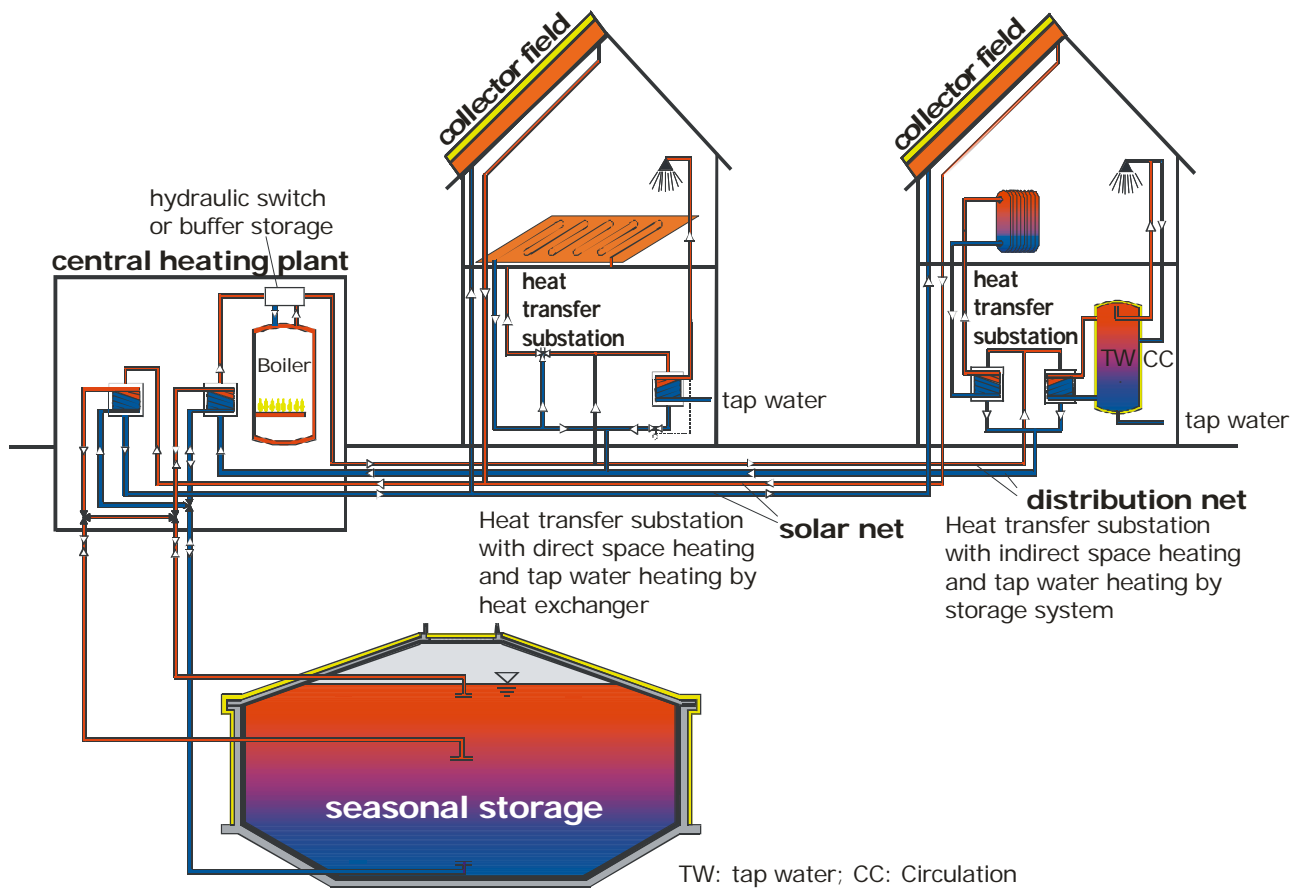 collector field
collector field
hydraulic switch
or buffer storage
central heating plant
heat
transfer
substation
heat
transfer
substation
Boiler
TW
CC
tap water
tap water
distribution net
solar net
Heat transfer substation
with direct space heating
and tap water heating by
heat exchanger
Heat transfer substation
with indirect space heating
and tap water heating by
storage system
seasonal storage
TW: tap water; CC: Circulation